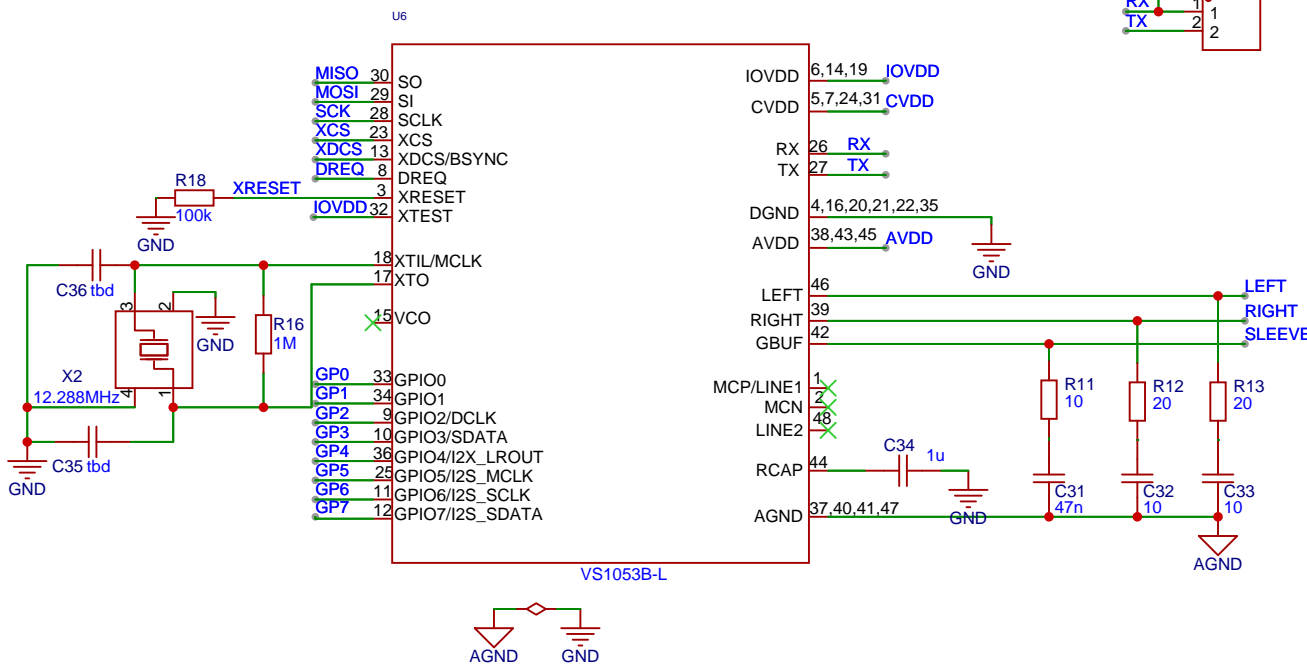 U6
RX
1
1
TX
2
2
MISO 30 SO
MOSI 29 SI
SCK 28 SCLK
XCS 23 XCS
XDCS 13 XDCS/BSYNC
DREQ 8 DREQ
R18 100k XRESET 3 XRESET
GND
IOVDD 32 XTEST
18 XTIL/MCLK
17 XTO
15 VCO
C36 tbd
3
2
GND
R16
1M
X2
12.288MHz
4
1
C35 tbd
GND
GP0 33 GPIO0
GP1 34 GPIO1
GP2 9 GPIO2/DCLK
GP3 10 GPIO3/SDATA
GP4 36 GPIO4/I2X_LROUT
GP5 25 GPIO5/I2S_MCLK
GP6 11 GPIO6/I2S_SCLK
GP7 12 GPIO7/I2S_SDATA
IOVDD 6,14,19 IOVDD
CVDD 5,7,24,31 CVDD
RX 26 RX
TX 27 TX
DGND 4,16,20,21,22,35
GND
AVDD 38,43,45 AVDD
LEFT 46 LEFT
RIGHT 39 RIGHT
GBUF 42 SLEEVE
MCP/LINE1 1
MCN 2
LINE2 48
RCAP 44
C34
1u
GND
AGND 37,40,41,47
R11
10
R12
20
R13
20
C31
47n
C32
10
C33
10
AGND
VS1053B-L
AGND
GND